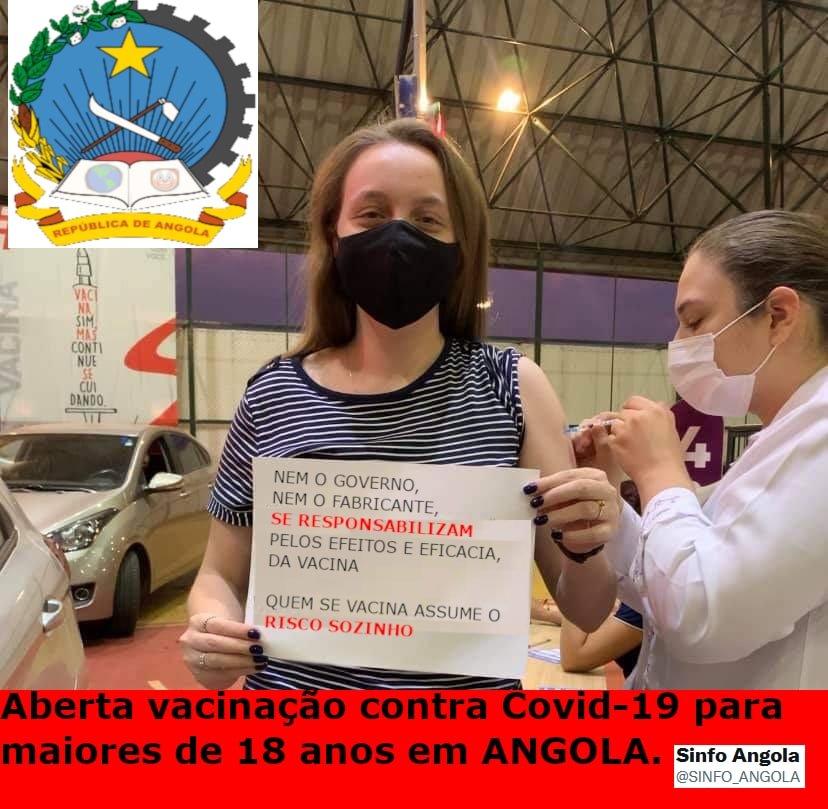 REPÚBLICA DE ANGOLA
VACINA
VACI
NA
SIM,
MAS
CONTI
NUE
SE
CUI
DANDO.
4
NEM O GOVERNO,
NEM O FABRICANTE,
SE RESPONSABILIZAM
PELOS EFEITOS E EFICACIA,
DA VACINA
QUEM SE VACINA ASSUME O
RISCO SOZINHO
Aberta vacinação contra Covid-19 para
maiores de 18 anos em ANGOLA.
Sinfo Angola
@SINFO_ANGOLA